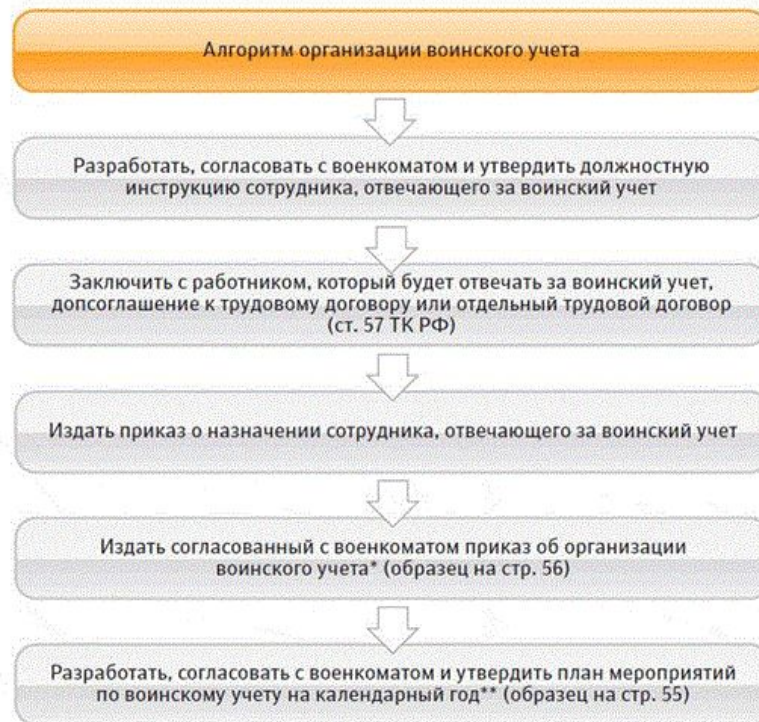 Алгоритм организации воинского учета
Разработать, согласовать с военкоматом и утвердить должностную
инструкцию сотрудника, отвечающего за воинский учет
Заключить с работником, который будет отвечать за воинский учет,
допсоглашение к трудовому договору или отдельный трудовой договор
(ст. 57 ТК РФ)
Издать приказ о назначении сотрудника, отвечающего за воинский учет
Издать согласованный с военкоматом приказ об организации
воинского учета* (образец на стр. 56)
Разработать, согласовать с военкоматом и утвердить план мероприятий
по воинскому учету на календарный год** (образец на стр. 55)